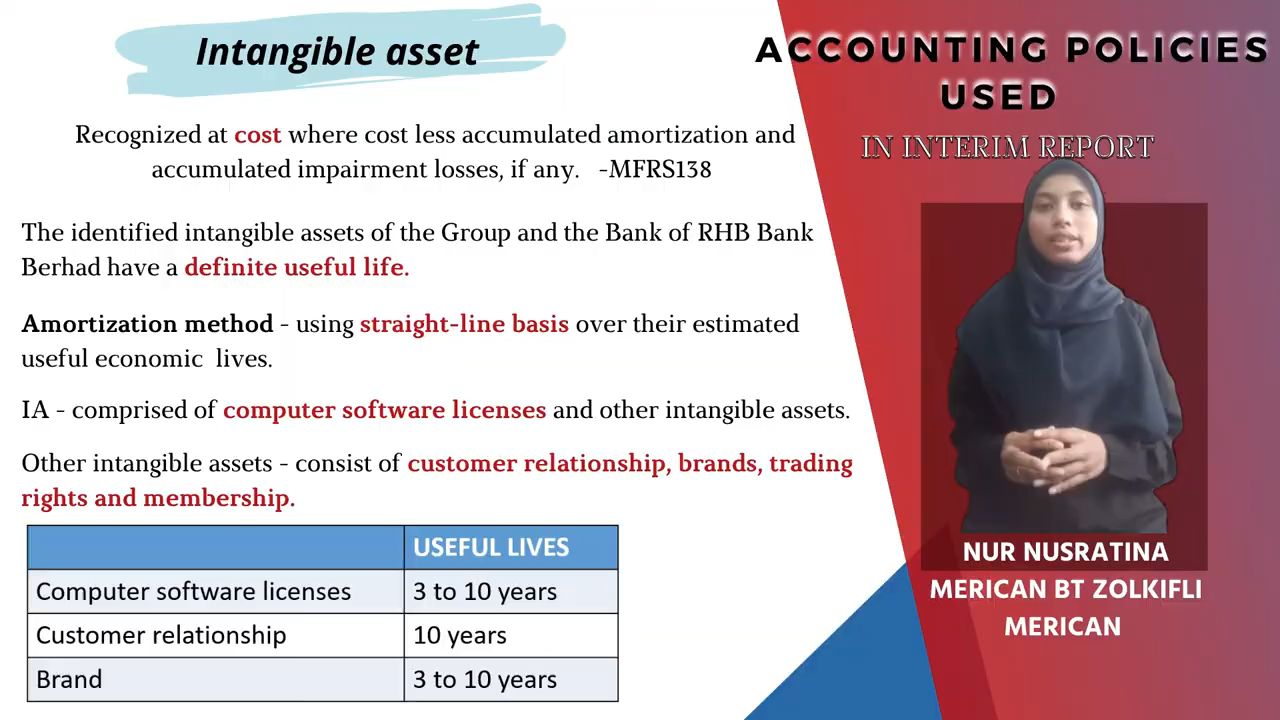 Intangible asset
ACCOUNTING POLICIES
USED
IN INTERIM REPORT
Recognized at cost where cost less accumulated amortization and
accumulated impairment losses, if any. -MFRS138
The identified intangible assets of the Group and the Bank of RHB Bank
Berhad have a definite useful life.
Amortization method - using straight-line basis over their estimated
useful economic lives.
IA - comprised of computer software licenses and other intangible assets.
Other intangible assets - consist of customer relationship, brands, trading
rights and membership.
USEFUL LIVES
Computer software licenses 3 to 10 years
Customer relationship 10 years
Brand 3 to 10 years
NUR NUSRATINA
MERICAN BT ZOLKIFLI
MERICAN